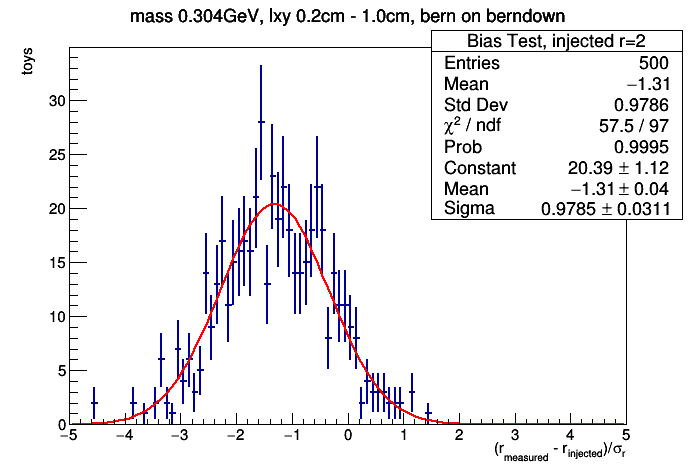 mass 0.304GeV, lxy 0.2cm - 1.0cm, bern on berndown
Bias Test, injected r=2
Entries 500
Mean −1.31
Std Dev 0.9786
χ² / ndf 57.5 / 97
Prob 0.9995
Constant 20.39 ± 1.12
Mean −1.31 ± 0.04
Sigma 0.9785 ± 0.0311
toys
30
25
20
15
10
5
0
−5 −4 −3 −2 −1 0 1 2 3 4 5
(r_measured - r_injected)/σ_r